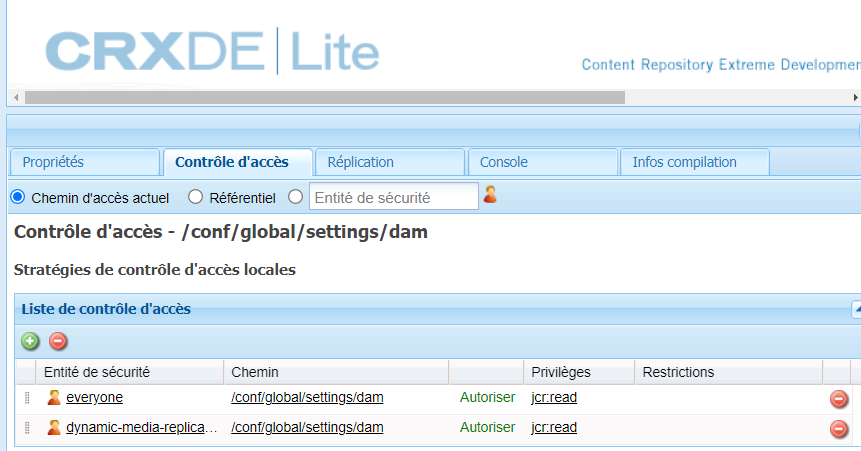 CRXDE | Lite
Content Repository Extreme Developmen
Propriétés Contrôle d'accès Réplication Console Infos compilation
Chemin d'accès actuel Référentiel Entité de sécurité
Contrôle d'accès - /conf/global/settings/dam
Stratégies de contrôle d'accès locales
Liste de contrôle d'accès
Entité de sécurité Chemin Privilèges Restrictions
everyone /conf/global/settings/dam Autoriser jcr:read
dynamic-media-replica... /conf/global/settings/dam Autoriser jcr:read